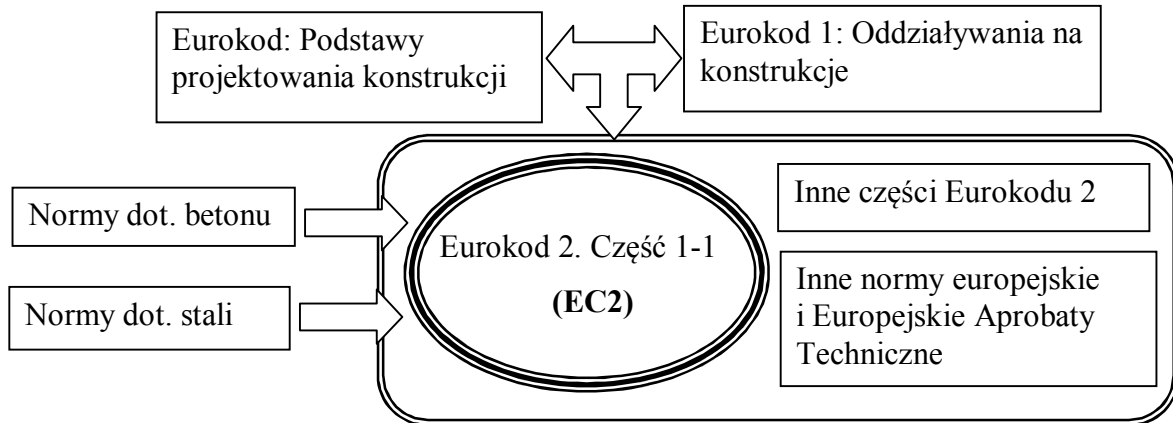 Eurokod: Podstawy
projektowania konstrukcji
Eurokod 1: Oddziaływania na
konstrukcje
Normy dot. betonu
Normy dot. stali
Eurokod 2. Część 1-1
(EC2)
Inne części Eurokodu 2
Inne normy europejskie
i Europejskie Aprobaty
Techniczne